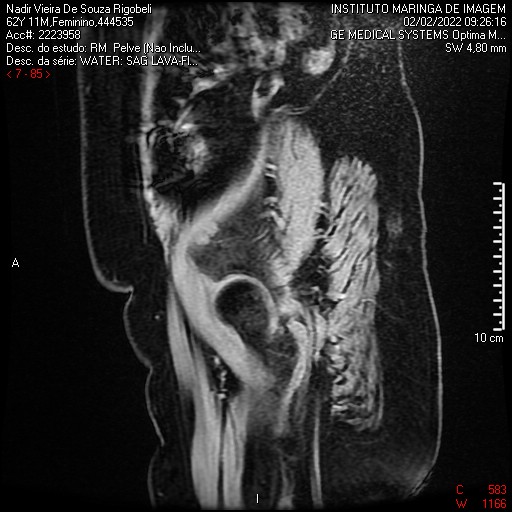 Nadir Vieira De Souza Rigobeli
62Y 11M,Feminino,444535
Acc#: 2223958
Desc. do estudo: RM Pelve (Nao Inclu...
Desc. da série: WATER: SAG LAVA-Fl...
< 7 - 85 >
INSTITUTO MARINGA DE IMAGEM
02/02/2022 09:26:16
GE MEDICAL SYSTEMS Optima M...
SW 4,80 mm
A
10 cm
I
C 583
W 1166